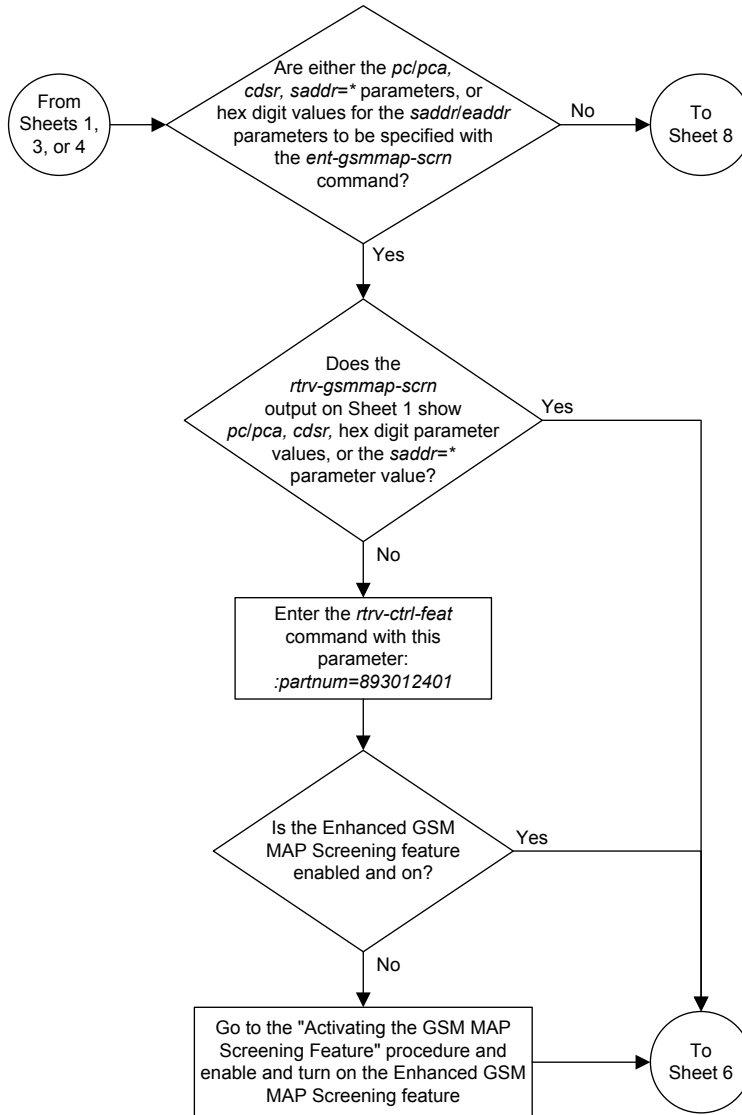 From
Sheets 1,
3, or 4
Are either the pc/pca,
cdsr, saddr=* parameters, or
hex digit values for the saddr/eaddr
parameters to be specified with
the ent-gsmmap-scrn
command?
No
To
Sheet 8
Yes
Does the
rtrv-gsmmap-scrn
output on Sheet 1 show
pc/pca, cdsr, hex digit parameter
values, or the saddr=*
parameter value?
Yes
No
Enter the rtrv-ctrl-feat
command with this
parameter:
:partnum=893012401
Is the Enhanced GSM
MAP Screening feature
enabled and on?
Yes
No
Go to the "Activating the GSM MAP
Screening Feature" procedure and
enable and turn on the Enhanced GSM
MAP Screening feature
To
Sheet 6